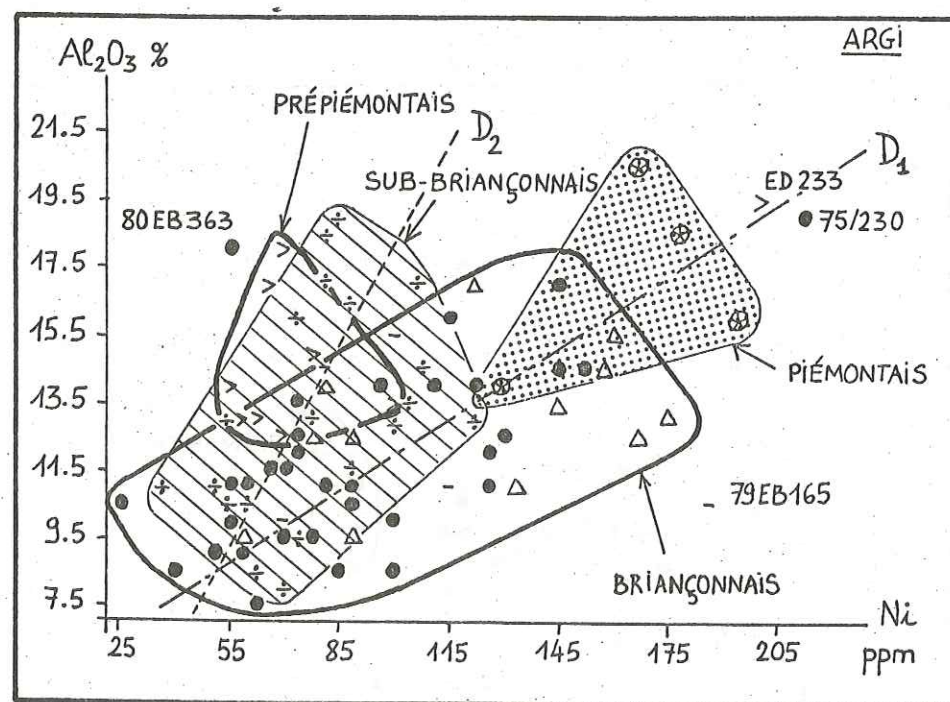 ARGi
Al₂O₃ %
PRÉPIÉMONTAIS
D₂
D₁
21.5
SUB-BRIANÇONNAIS
ED 233
19.5
80EB363
75/230
17.5
15.5
PIÉMONTAIS
13.5
11.5
79EB165
9.5
BRIANÇONNAIS
7.5
Ni
25 55 85 115 145 175 205
ppm